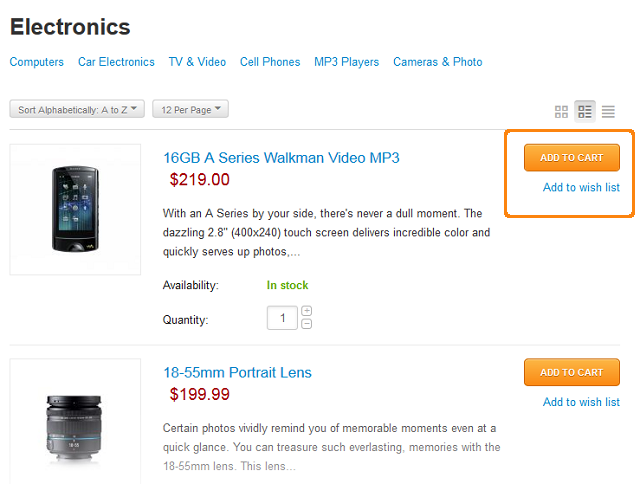 Electronics
Computers Car Electronics TV & Video Cell Phones MP3 Players Cameras & Photo
Sort Alphabetically: A to Z 12 Per Page
16GB A Series Walkman Video MP3
$219.00
ADD TO CART
Add to wish list
With an A Series by your side, there's never a dull moment. The
dazzling 2.8" (400x240) touch screen delivers incredible color and
quickly serves up photos,...
Availability: In stock
Quantity: 1 + −
18-55mm Portrait Lens
$199.99
ADD TO CART
Add to wish list
Certain photos vividly remind you of memorable moments even at a
quick glance. You can treasure such everlasting, memories with the
18-55mm lens. This lens...